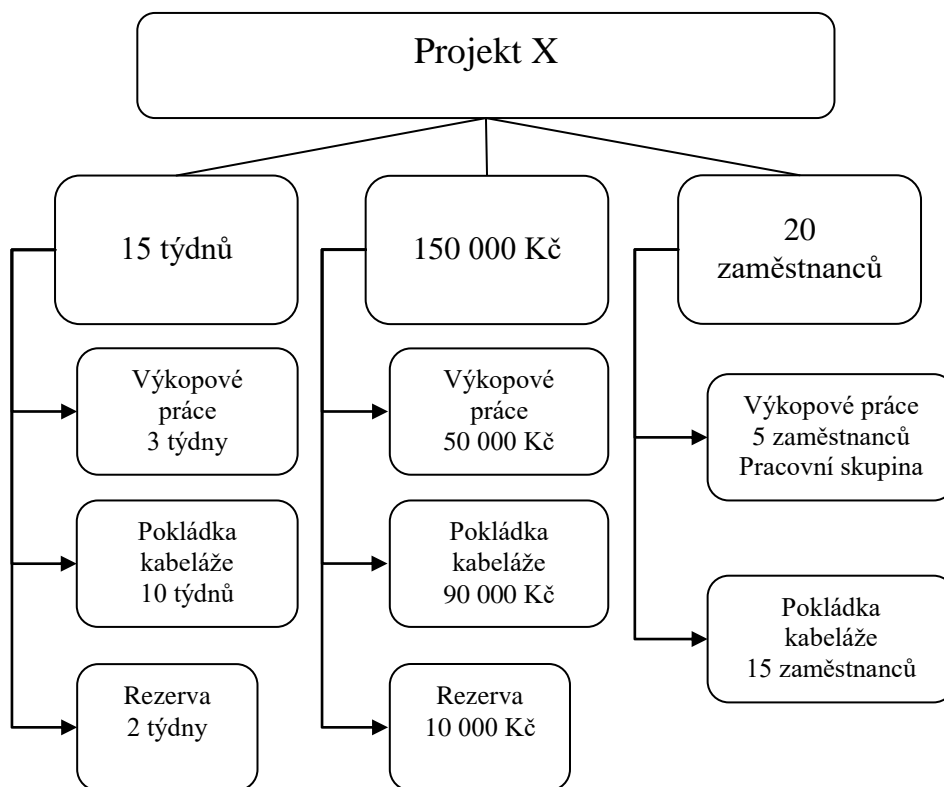 Projekt X
15 týdnů
150 000 Kč
20
zaměstnanců
Výkopové
práce
3 týdny
Výkopové
práce
50 000 Kč
Výkopové práce
5 zaměstnanců
Pracovní skupina
Pokládka
kabeláže
10 týdnů
Pokládka
kabeláže
90 000 Kč
Pokládka
kabeláže
15 zaměstnanců
Rezerva
2 týdny
Rezerva
10 000 Kč